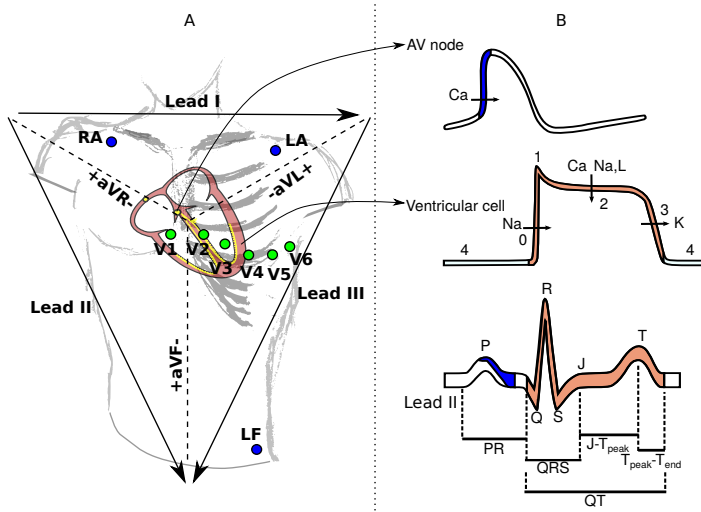 A
B
AV node
Lead I
Ca
RA
LA
+aVR-
-aVL+
1
Ca Na,L
2
Ventricular cell
Na
0
3
K
4
4
V1
V2
V3
V4
V5
V6
Lead II
Lead III
+aVF-
R
P
J
T
Lead II
Q
S
LF
PR
QRS
J-Tpeak
Tpeak-Tend
QT